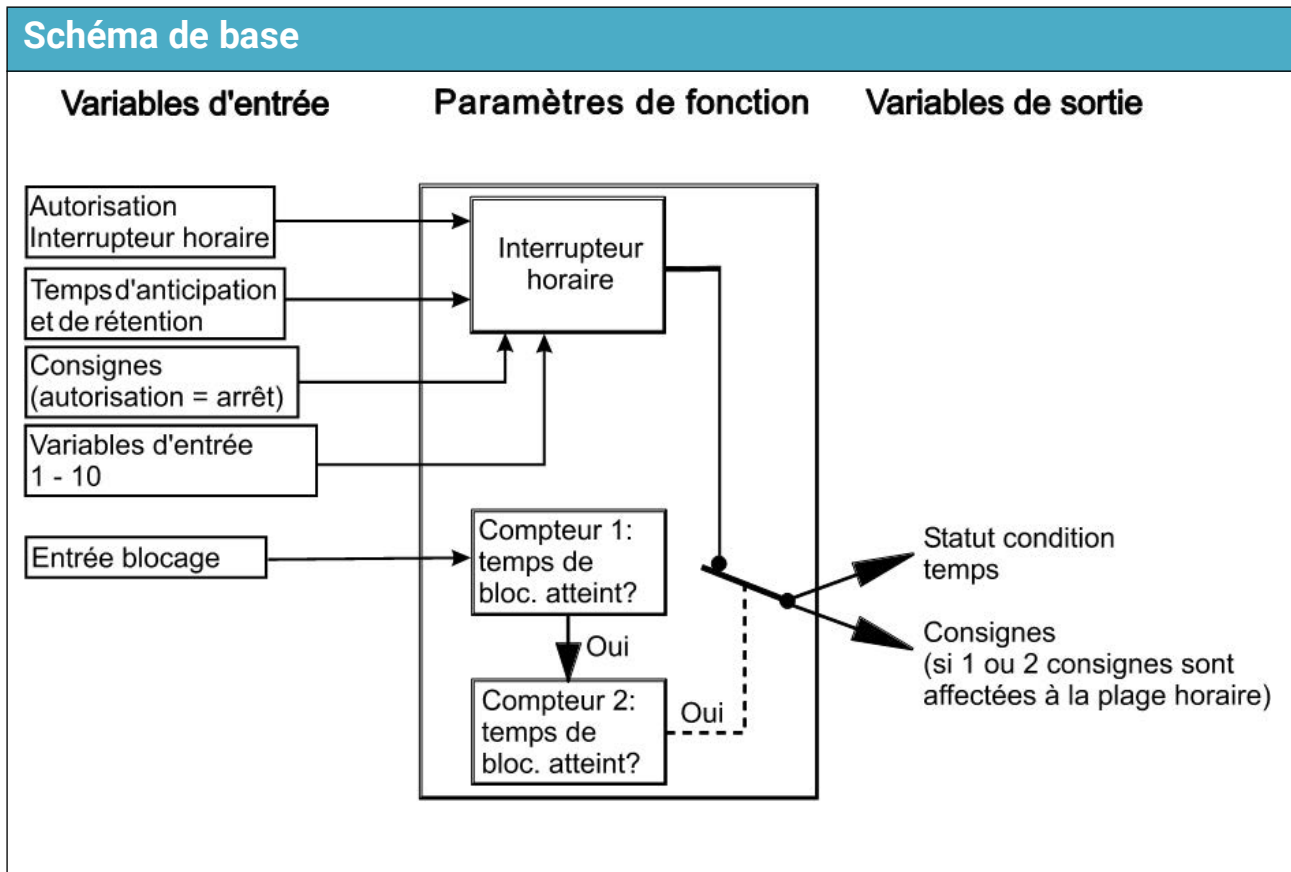 Schéma de base
Variables d'entrée
Paramètres de fonction
Variables de sortie
Autorisation
Interrupteur horaire
Temps d'anticipation
et de rétention
Consignes
(autorisation = arrêt)
Variables d'entrée
1 - 10
Entrée blocage
Interrupteur
horaire
Compteur 1:
temps de
bloc. atteint?
Oui
Compteur 2:
temps de
bloc. atteint?
Oui
Statut condition
temps
Consignes
(si 1 ou 2 consignes sont
affectées à la plage horaire)